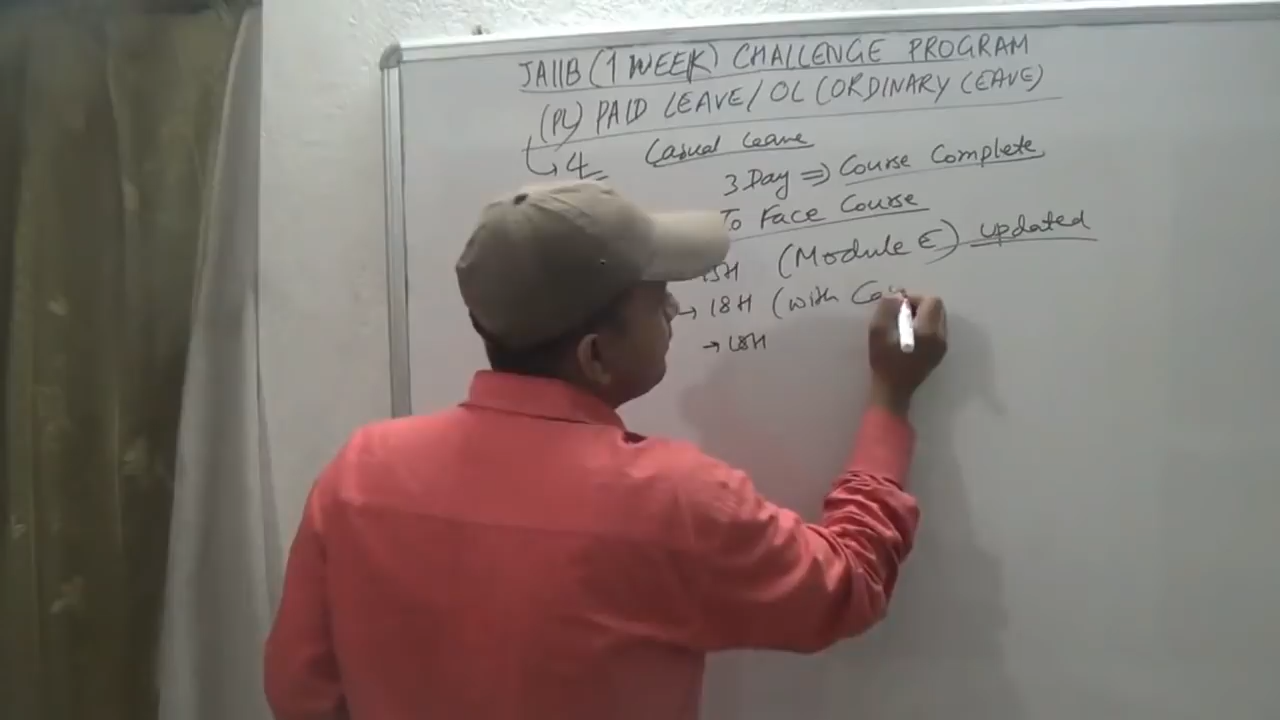 JAIIB (1 WEEK) CHALLENGE PROGRAM
(PL) PAID LEAVE/OL (ORDINARY LEAVE)
↳ 4 Casual Leave
3 Day ⇒ Course Complete
To Face Course
(Module E) updated
→ 18H (with
→ 18H